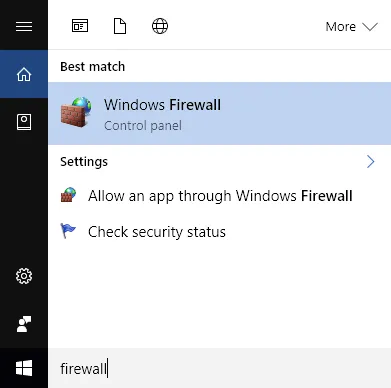 More
Best match
Windows Firewall
Control panel
Settings
Allow an app through Windows Firewall
Check security status
firewall